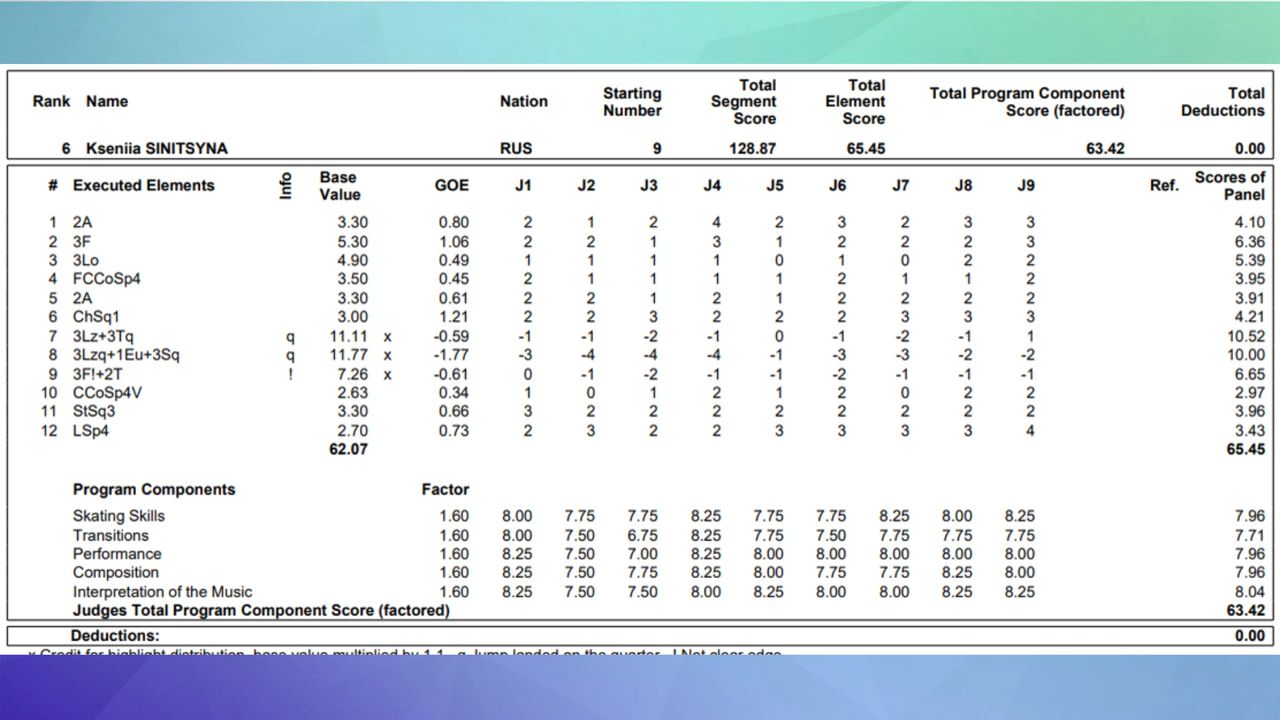 Rank Name Nation Starting Number Total Segment Score Total Element Score Total Program Component Score (factored) Total Deductions
6 Kseniia SINITSYNA RUS 9 128.87 65.45 63.42 0.00
# Executed Elements Info Base Value GOE J1 J2 J3 J4 J5 J6 J7 J8 J9 Ref. Scores of Panel
1 2A 3.30 0.80 2 1 2 4 2 3 2 3 3 4.10
2 3F 5.30 1.06 2 2 1 3 1 2 2 2 3 6.36
3 3Lo 4.90 0.49 1 1 1 1 0 1 0 2 2 5.39
4 FCCoSp4 3.50 0.45 2 1 1 1 1 2 1 1 2 3.95
5 2A 3.30 0.61 2 2 1 2 1 2 2 2 2 3.91
6 ChSq1 3.00 1.21 2 2 3 2 2 2 3 3 3 4.21
7 3Lz+3Tq q 11.11 x -0.59 -1 -1 -2 -1 0 -1 -2 -1 1 10.52
8 3Lzq+1Eu+3Sq q 11.77 x -1.77 -3 -4 -4 -4 -1 -3 -3 -2 -2 10.00
9 3F!+2T ! 7.26 x -0.61 0 -1 -2 -1 -1 -2 -1 -1 -1 6.65
10 CCoSp4V 2.63 0.34 1 0 1 2 1 2 0 2 2 2.97
11 StSq3 3.30 0.66 3 2 2 2 2 2 2 2 2 3.96
12 LSp4 2.70 0.73 2 3 2 2 3 3 3 3 4 3.43
62.07 65.45
Program Components Factor
Skating Skills 1.60 8.00 7.75 7.75 8.25 7.75 7.75 8.25 8.00 8.25 7.96
Transitions 1.60 8.00 7.50 6.75 8.25 7.75 7.50 7.75 7.75 7.75 7.71
Performance 1.60 8.25 7.50 7.00 8.25 8.00 8.00 8.00 8.00 8.00 7.96
Composition 1.60 8.25 7.50 7.75 8.25 8.00 7.75 7.75 8.25 8.00 7.96
Interpretation of the Music 1.60 8.25 7.50 7.50 8.00 8.25 8.00 8.00 8.25 8.25 8.04
Judges Total Program Component Score (factored) 63.42
Deductions: 0.00
x Credit for highlight distribution, base value multiplied by 1.1 q Jump landed on the quarter ! Not clear edge